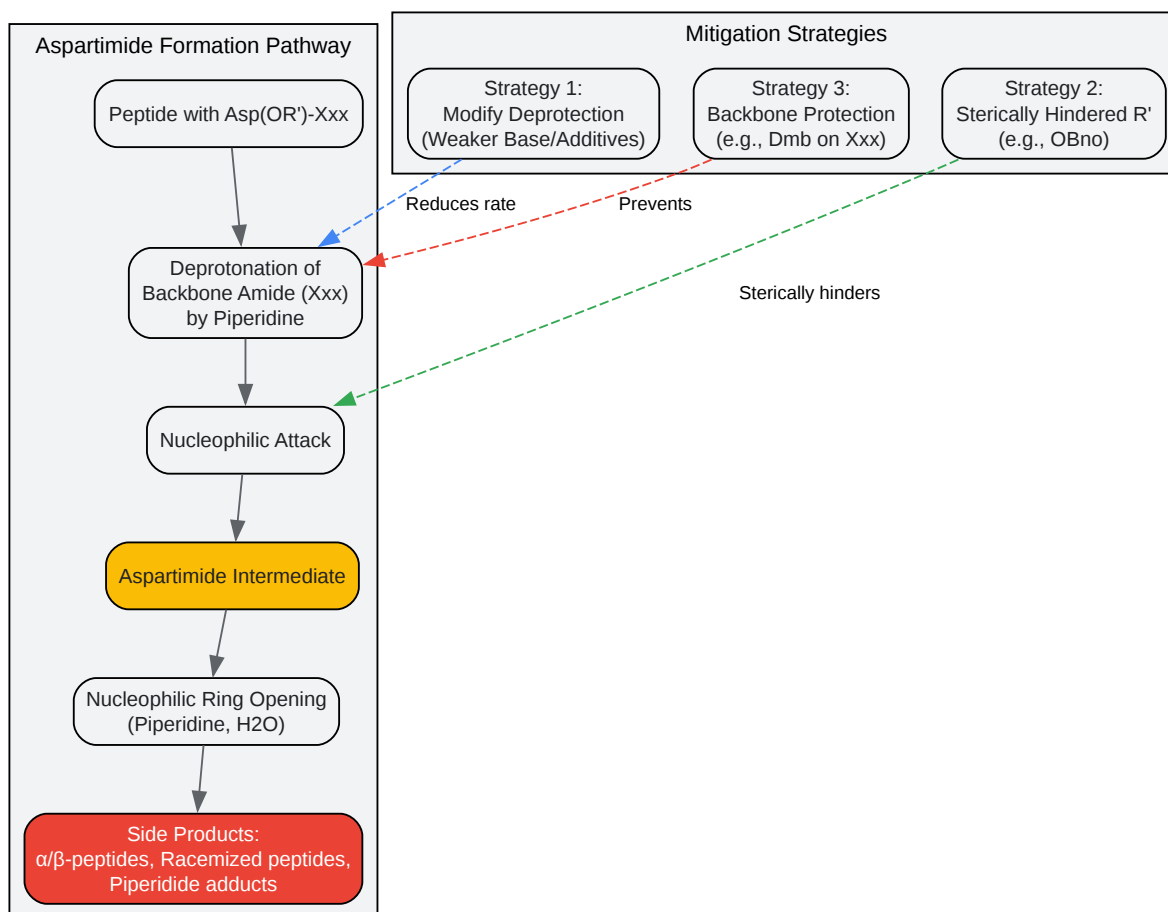 Aspartimide Formation Pathway
Peptide with Asp(OR')-Xxx
Deprotonation of
Backbone Amide (Xxx)
by Piperidine
Nucleophilic Attack
Aspartimide Intermediate
Nucleophilic Ring Opening
(Piperidine, H2O)
Side Products:
α/β-peptides, Racemized peptides,
Piperidide adducts
Mitigation Strategies
Strategy 1:
Modify Deprotection
(Weaker Base/Additives)
Strategy 3:
Backbone Protection
(e.g., Dmb on Xxx)
Strategy 2:
Sterically Hindered R'
(e.g., OBno)
Reduces rate
Prevents
Sterically hinders